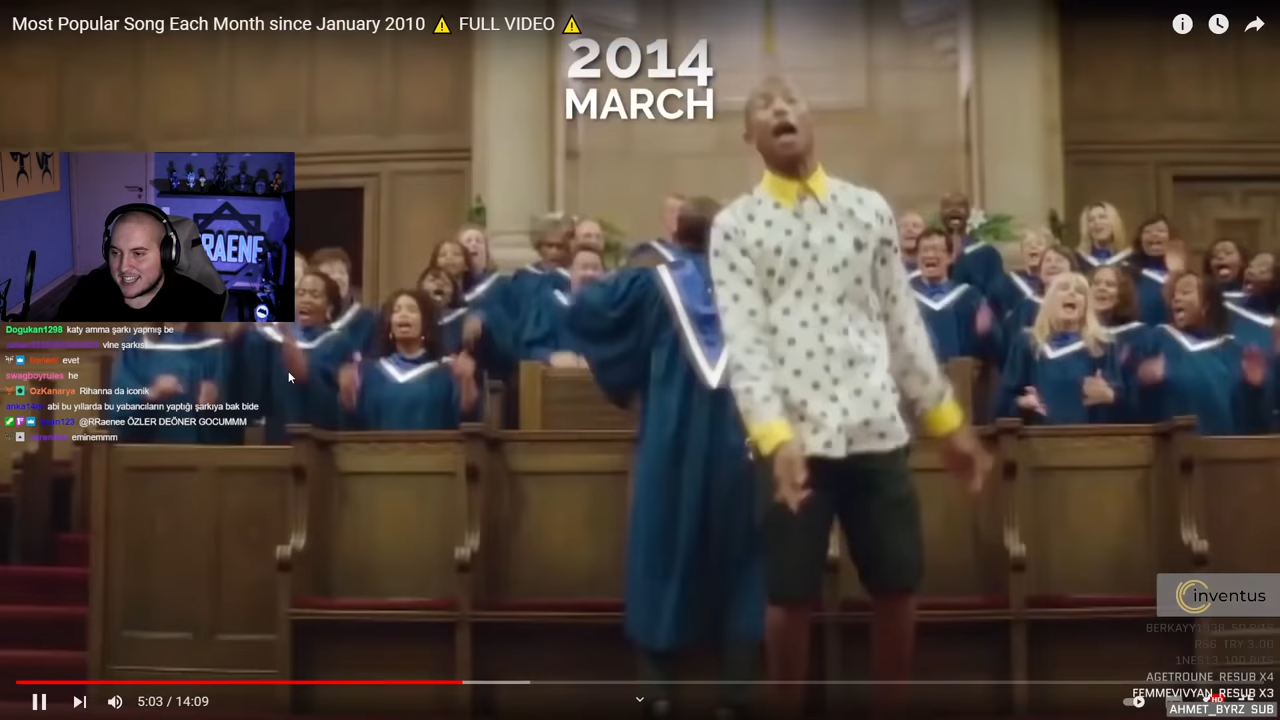 Most Popular Song Each Month since January 2010 ⚠ FULL VIDEO ⚠
2014
MARCH
RAENE
Dogukan1298 katy amma şarkı yapmış be
vine şarkısı
evet
swagboyrules he
OzKanarya Rihanna da iconik
abi bu yıllarda bu yabancıların yaptığı şarkıya bak bide
@RRaenee ÖZLER DEÖNER GOCUMMM
eminemmm
inventus
BERKAYY1938 50 BITS
RSS TRY 3.00
1NES13 100 BITS
AGETROUNE RESUB X4
FEMMEVIVYAN RESUB X3
HD
AHMET_BYRZ SUB
5:03 / 14:09